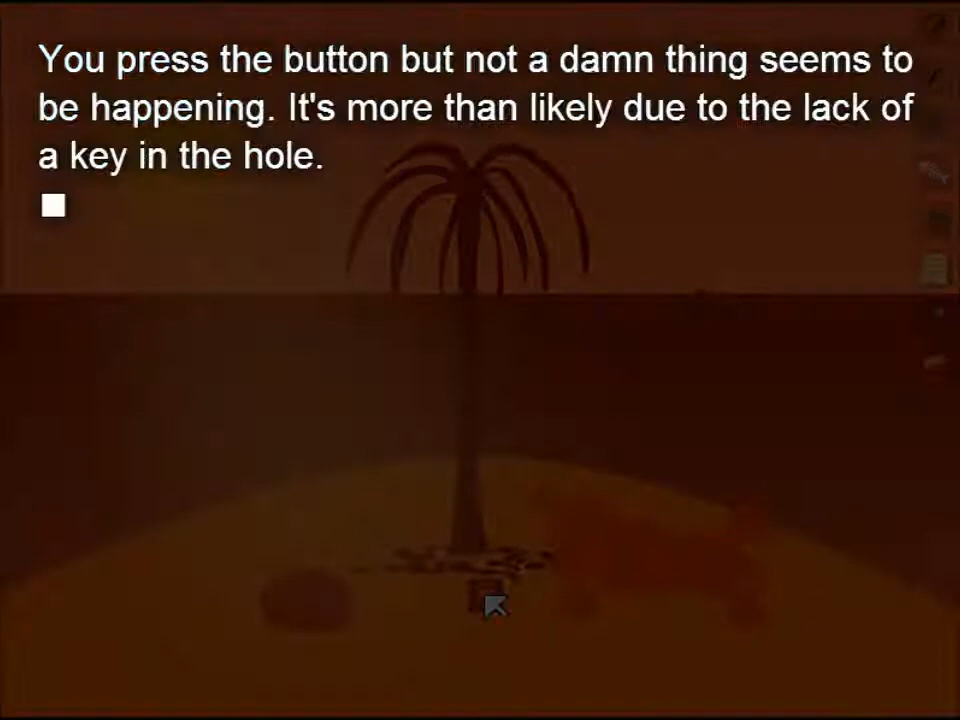 You press the button but not a damn thing seems to
be happening. It's more than likely due to the lack of
a key in the hole.